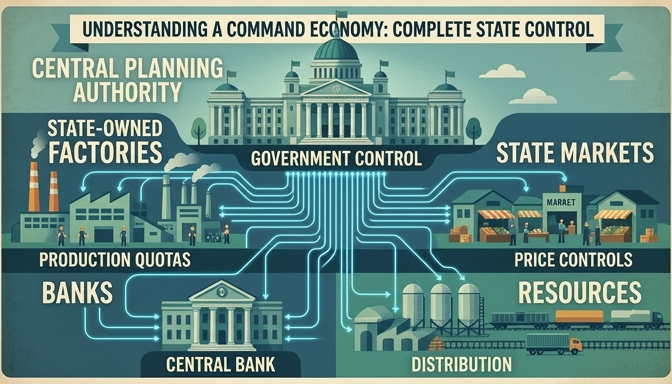 UNDERSTANDING A COMMAND ECONOMY: COMPLETE STATE CONTROL
CENTRAL PLANNING
AUTHORITY
STATE-OWNED
FACTORIES
GOVERNMENT CONTROL
STATE MARKETS
MARKET
PRODUCTION QUOTAS
PRICE CONTROLS
BANKS
RESOURCES
CENTRAL BANK
DISTRIBUTION